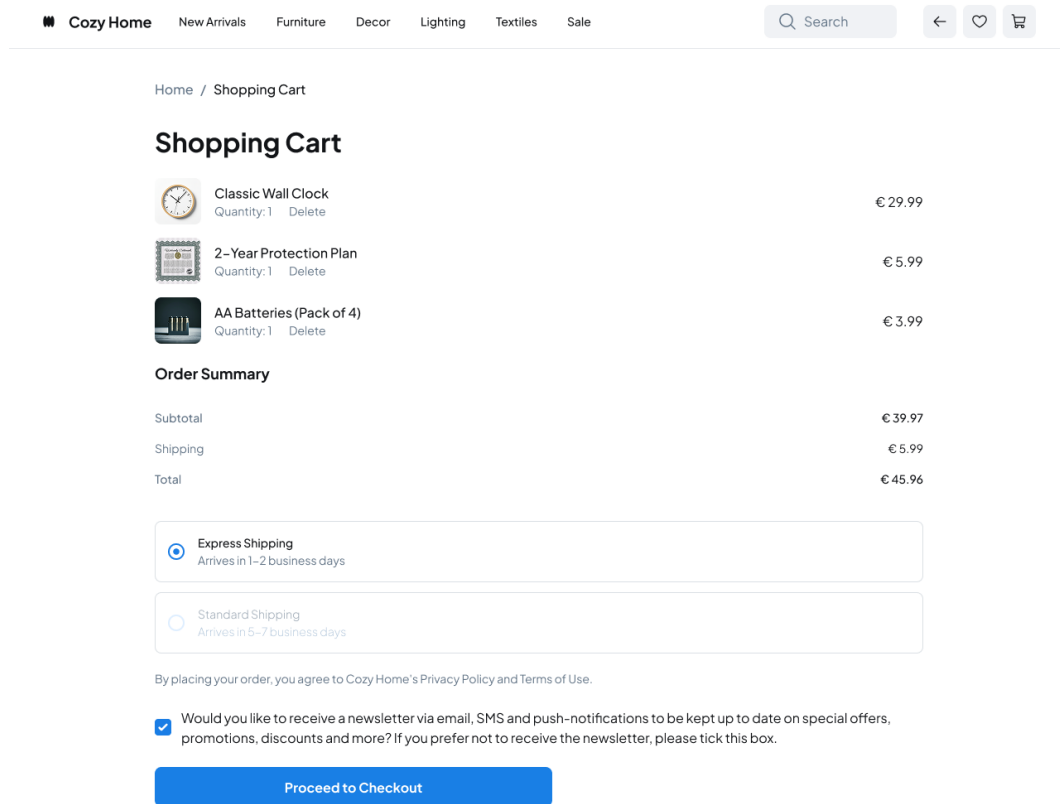 Cozy Home
New Arrivals
Furniture
Decor
Lighting
Textiles
Sale
Search
Home / Shopping Cart
Shopping Cart
Classic Wall Clock
Quantity: 1 Delete
€ 29.99
2-Year Protection Plan
Quantity: 1 Delete
€ 5.99
AA Batteries (Pack of 4)
Quantity: 1 Delete
€ 3.99
Order Summary
Subtotal € 39.97
Shipping € 5.99
Total € 45.96
Express Shipping
Arrives in 1-2 business days
Standard Shipping
Arrives in 5-7 business days
By placing your order, you agree to Cozy Home's Privacy Policy and Terms of Use.
Would you like to receive a newsletter via email, SMS and push-notifications to be kept up to date on special offers,
promotions, discounts and more? If you prefer not to receive the newsletter, please tick this box.
Proceed to Checkout